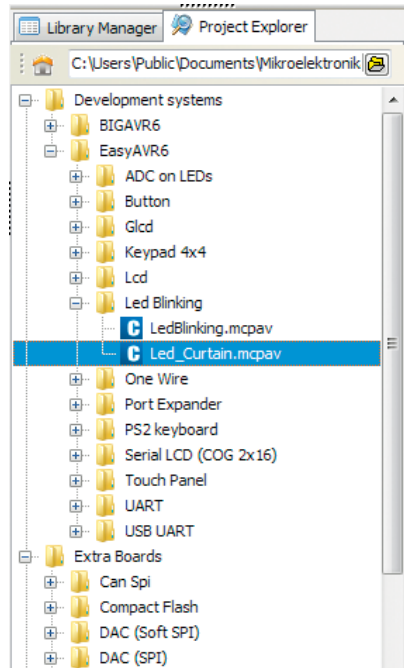 Library Manager Project Explorer
C:\Users\Public\Documents\Mikroelektronik
Development systems
BIGAVR6
EasyAVR6
ADC on LEDs
Button
Glcd
Keypad 4x4
Lcd
Led Blinking
LedBlinking.mcpav
Led_Curtain.mcpav
One Wire
Port Expander
PS2 keyboard
Serial LCD (COG 2x16)
Touch Panel
UART
USB UART
Extra Boards
Can Spi
Compact Flash
DAC (Soft SPI)
DAC (SPI)